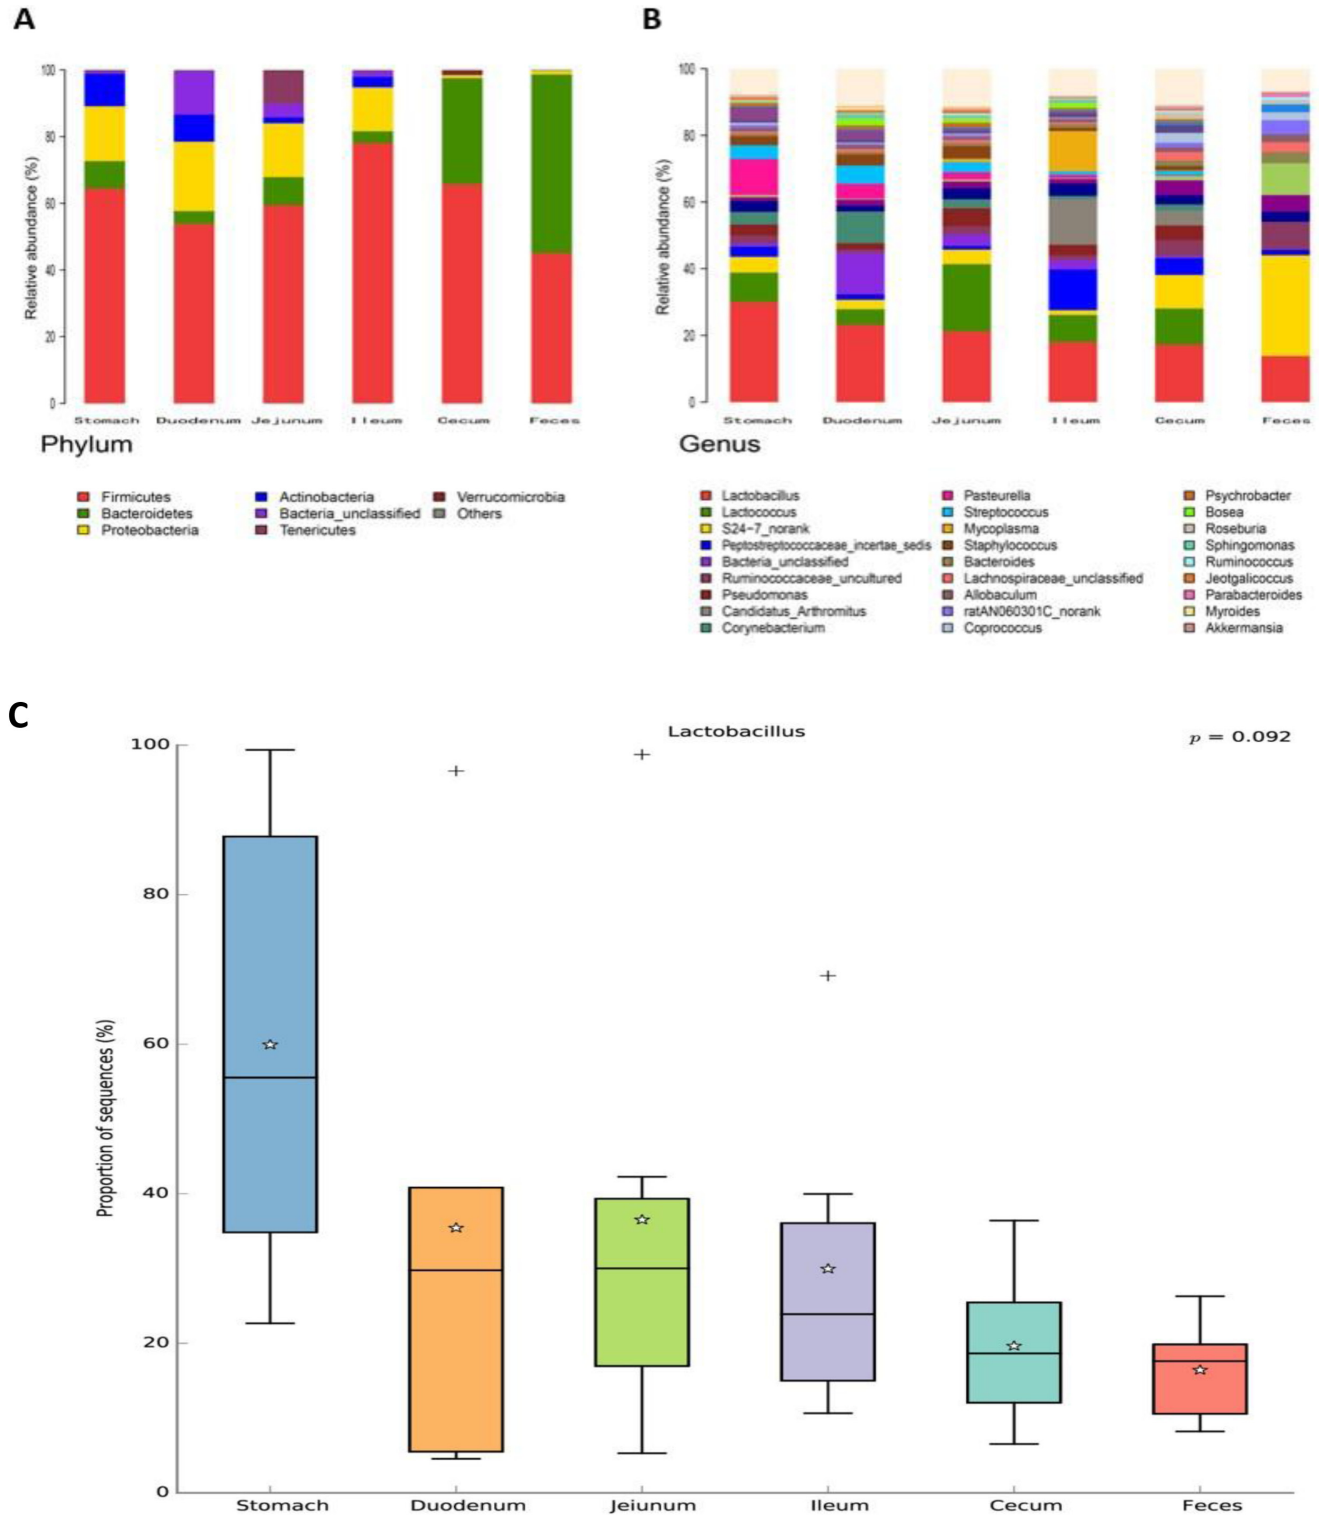 A
B
100
80
60
40
20
0
Relative abundance (%)
Stomach Duodenum Jejunum Ileum Cecum Feces
100
80
60
40
20
0
Relative abundance (%)
Stomach Duodenum Jejunum Ileum Cecum Feces
Phylum
Firmicutes Actinobacteria Verrucomicrobia
Bacteroidetes Bacteria_unclassified Others
Proteobacteria Tenericutes
Genus
Lactobacillus Pasteurella Psychrobacter
Lactococcus Streptococcus Bosea
S24-7_norank Mycoplasma Roseburia
Peptostreptococcaceae_incertae_sedis Staphylococcus Sphingomonas
Bacteria_unclassified Bacteroides Ruminococcus
Ruminococcaceae_uncultured Lachnospiraceae_unclassified Jeotgalicoccus
Pseudomonas Allobaculum Parabacteroides
Candidatus_Arthromitus ratAN060301C_norank Myroides
Corynebacterium Coprococcus Akkermansia
C
Lactobacillus
p = 0.092
100
80
60
40
20
0
Proportion of sequences (%)
Stomach Duodenum Jeiunum Ileum Cecum Feces